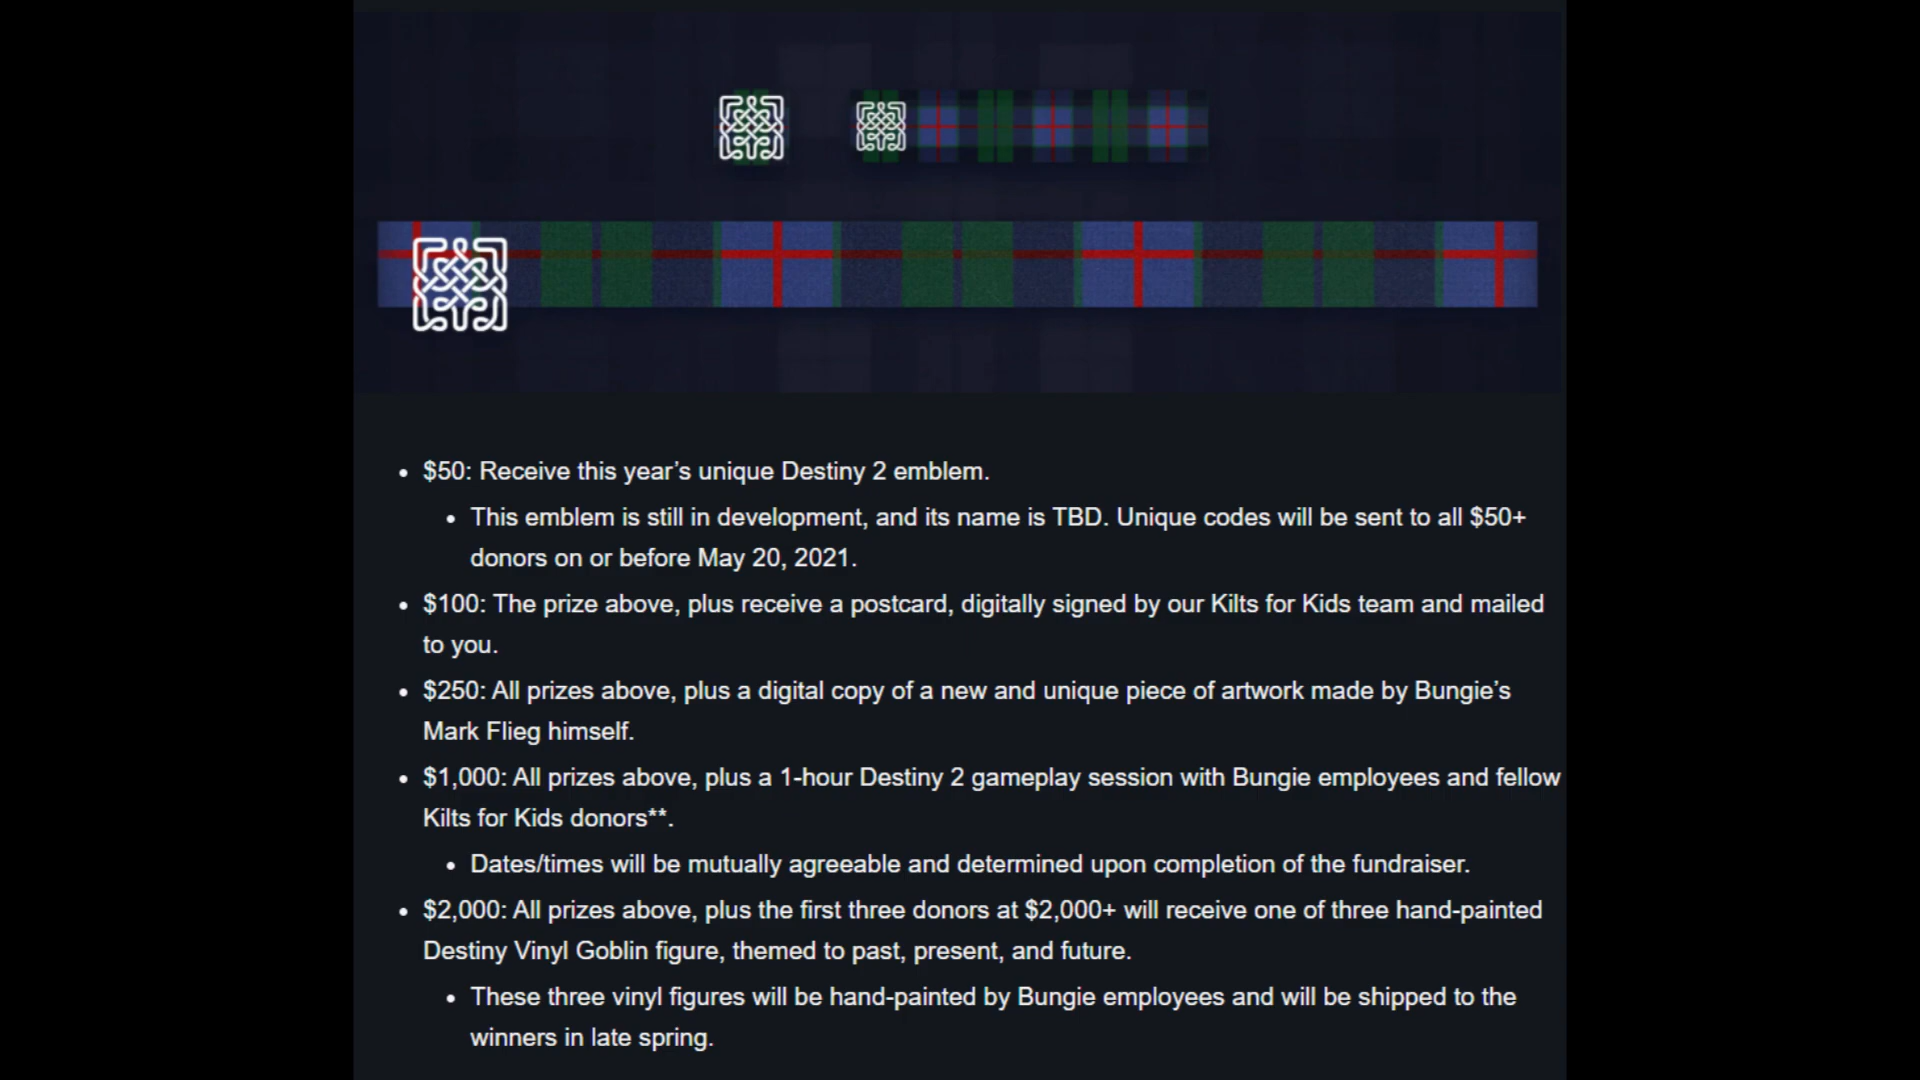 • $50: Receive this year’s unique Destiny 2 emblem.
• This emblem is still in development, and its name is TBD. Unique codes will be sent to all $50+
donors on or before May 20, 2021.
• $100: The prize above, plus receive a postcard, digitally signed by our Kilts for Kids team and mailed
to you.
• $250: All prizes above, plus a digital copy of a new and unique piece of artwork made by Bungie’s
Mark Flieg himself.
• $1,000: All prizes above, plus a 1-hour Destiny 2 gameplay session with Bungie employees and fellow
Kilts for Kids donors**.
• Dates/times will be mutually agreeable and determined upon completion of the fundraiser.
• $2,000: All prizes above, plus the first three donors at $2,000+ will receive one of three hand-painted
Destiny Vinyl Goblin figure, themed to past, present, and future.
• These three vinyl figures will be hand-painted by Bungie employees and will be shipped to the
winners in late spring.